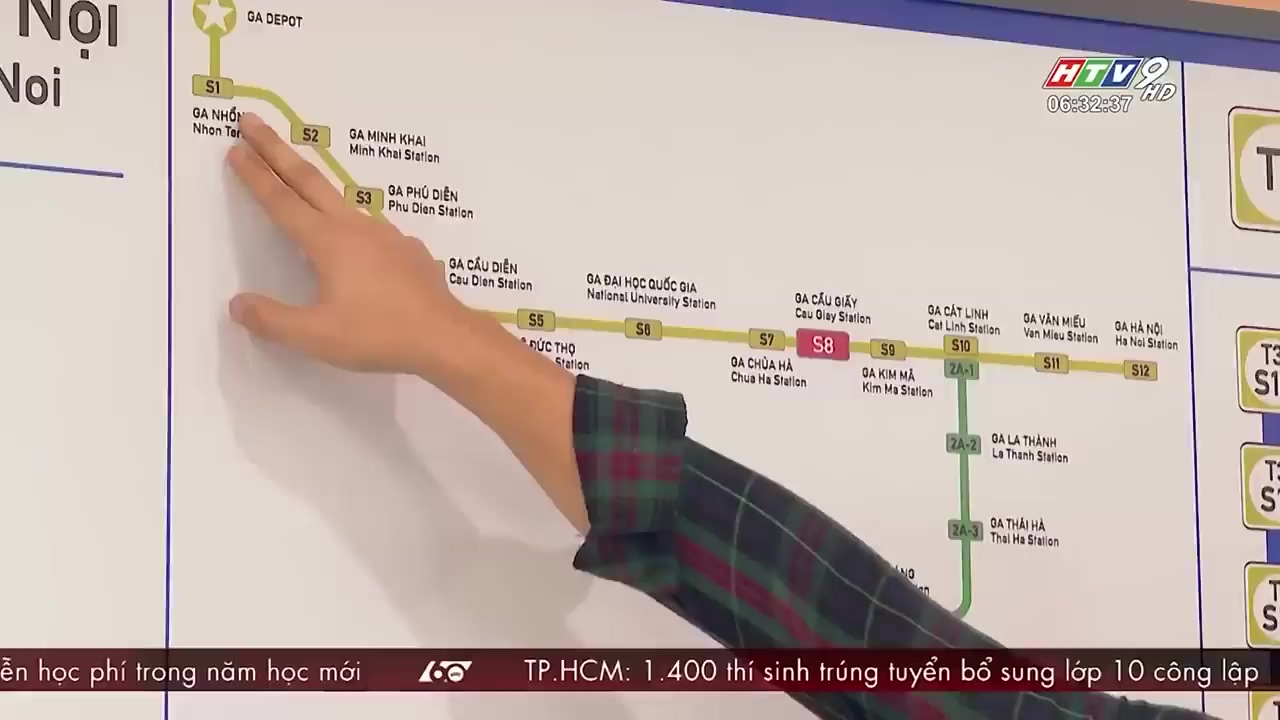 NỘI
Noi
GA DEPOT
S1
GA NHỔN
Nhon
S2
GA MINH KHAI
Minh Khai Station
S3
GA PHÚ DIỄN
Phu Dien Station
GA CẦU DIỄN
Cau Dien Station
S5
ĐỨC THỌ
GA ĐẠI HỌC QUỐC GIA
National University Station
S6
S7
GA CHÙA HÀ
Chua Ha Station
GA CẦU GIẤY
Cau Giay Station
S8
S9
GA KIM MÃ
Kim Ma Station
GA CÁT LINH
Cat Linh Station
S10
2A-1
GA VĂN MIẾU
Van Mieu Station
S11
GA HÀ NỘI
Ha Noi Station
S12
2A-2
GA LA THÀNH
La Thanh Station
2A-3
GA THÁI HÀ
Thai Ha Station
HTV9 HD
06:32:37
T
T3
S1
học phí trong năm học mới
60
TP.HCM: 1.400 thí sinh trúng tuyển bổ sung lớp 10 công lập